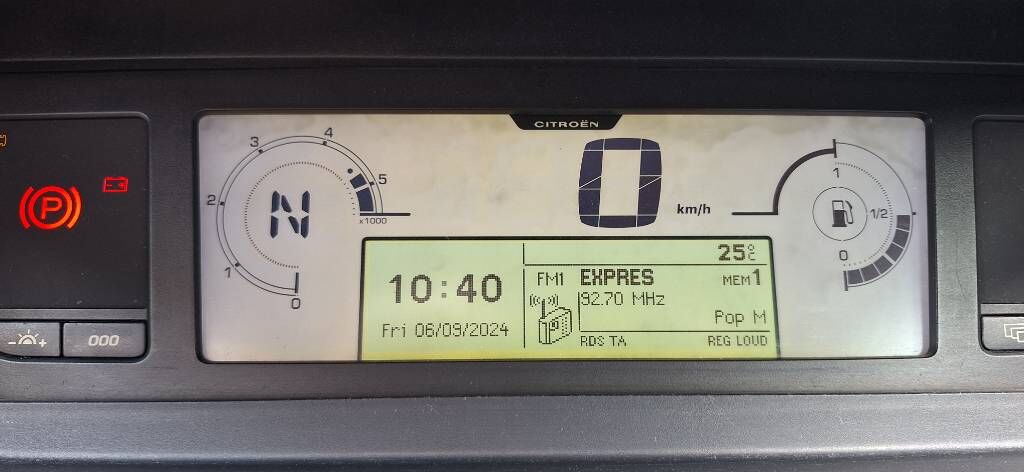 CITROËN
3
4
2
5
x1000
1
0
N
0
km/h
1
1/2
0
P
10:40
Fri 06/09/2024
25°C
FM1 EXPRES MEM1
92.70 MHz
Pop M
RDS TA REG LOUD
- +
000